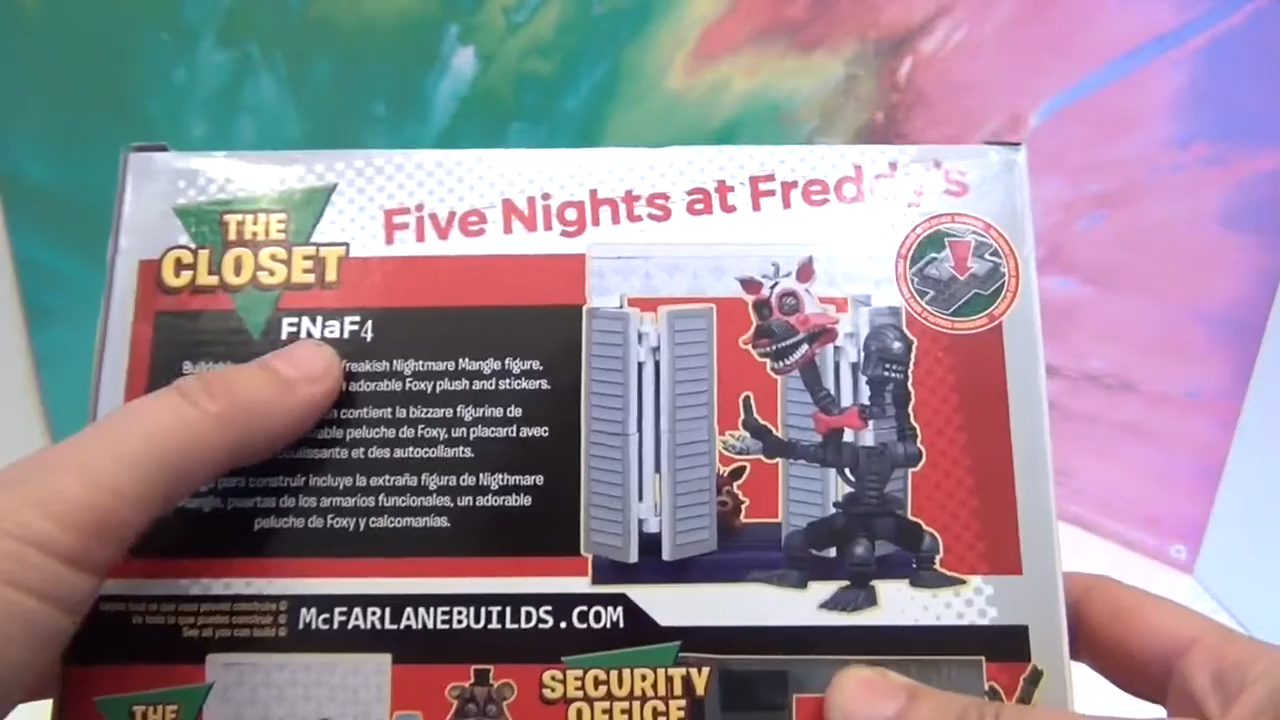 Five Nights at Freddy's
THE
CLOSET
FNaF4
freakish Nightmare Mangle figure,
adorable Foxy plush and stickers.
contient la bizzare figurine de
peluche de Foxy, un placard avec
et des autocollants.
para construir incluye la extraña figura de Nigthmare
puertas de los armarios funcionales, un adorable
peluche de Foxy y calcomanías.
See all you can build
McFARLANEBUILDS.COM
THE
SECURITY
OFFICE